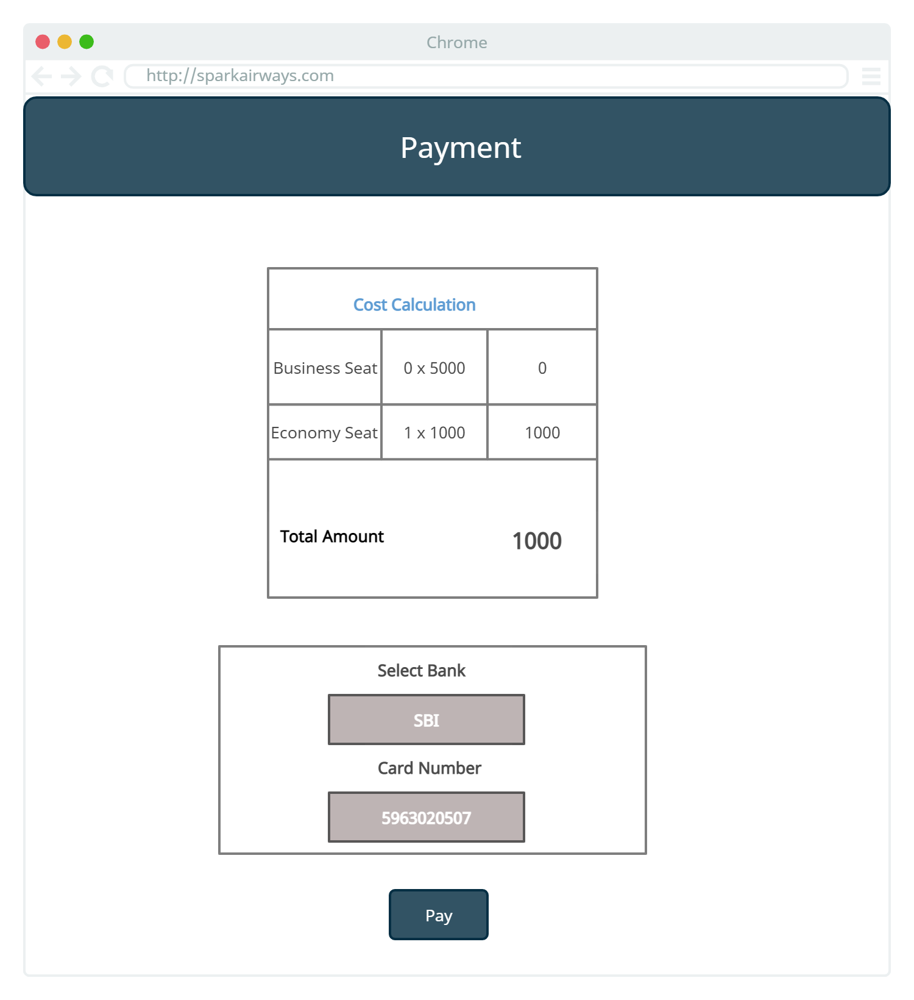 Chrome
http://sparkairways.com
Payment
Cost Calculation
Business Seat 0 x 5000 0
Economy Seat 1 x 1000 1000
Total Amount 1000
Select Bank
SBI
Card Number
5963020507
Pay